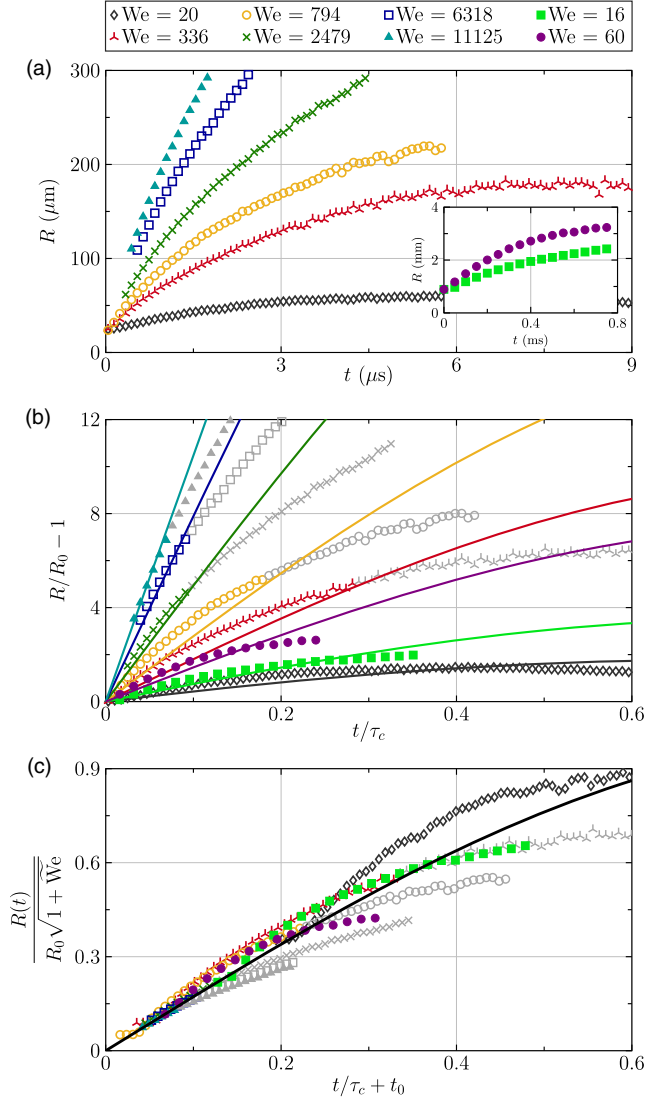 We = 20 We = 794 We = 6318 We = 16
We = 336 We = 2479 We = 11125 We = 60
(a)
300
200
R (μm)
100
0
0 3 6 9
t (μs)
4
R (mm)
2
0
0 0.4 0.8
t (ms)
(b)
12
8
R/R₀ − 1
4
0
0 0.2 0.4 0.6
t/τ_c
(c)
0.9
0.6
R(t)
R₀√1 + W̃e
0.3
0
0 0.2 0.4 0.6
t/τ_c + t₀